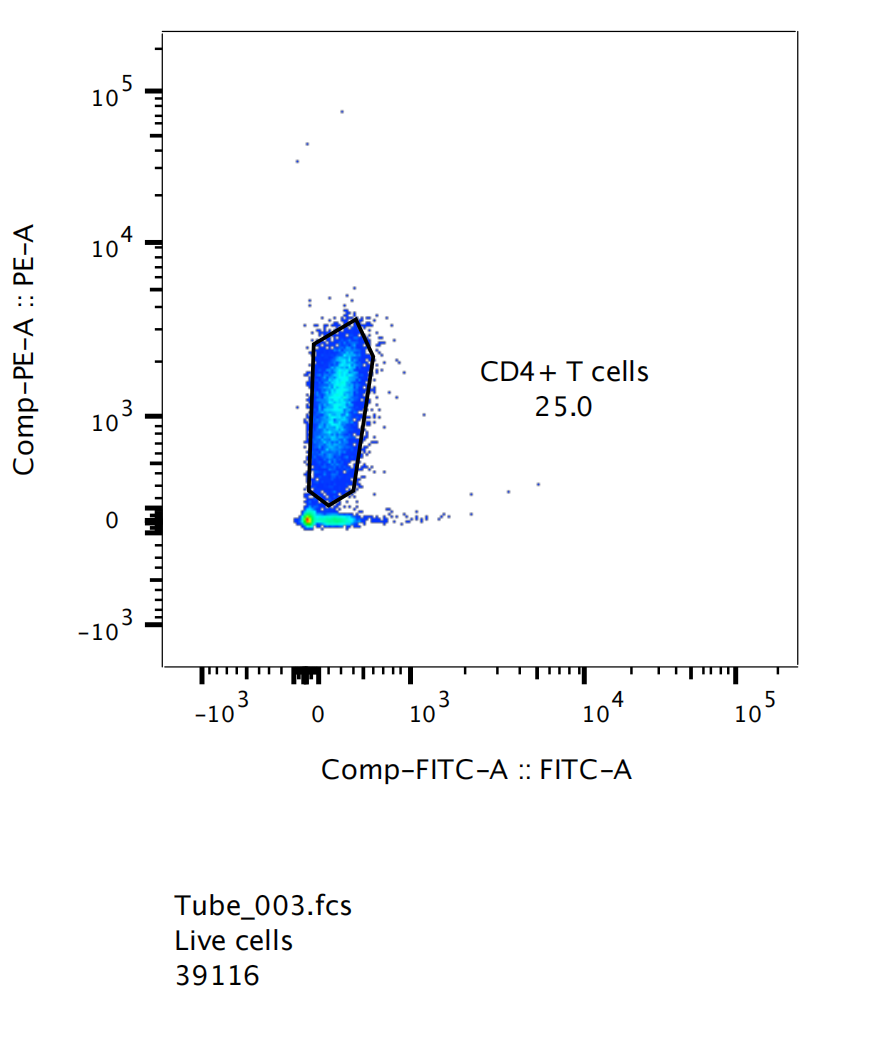 10^5
10^4
10^3
0
-10^3
Comp-PE-A :: PE-A
CD4+ T cells
25.0
-10^3 0 10^3 10^4 10^5
Comp-FITC-A :: FITC-A
Tube_003.fcs
Live cells
39116